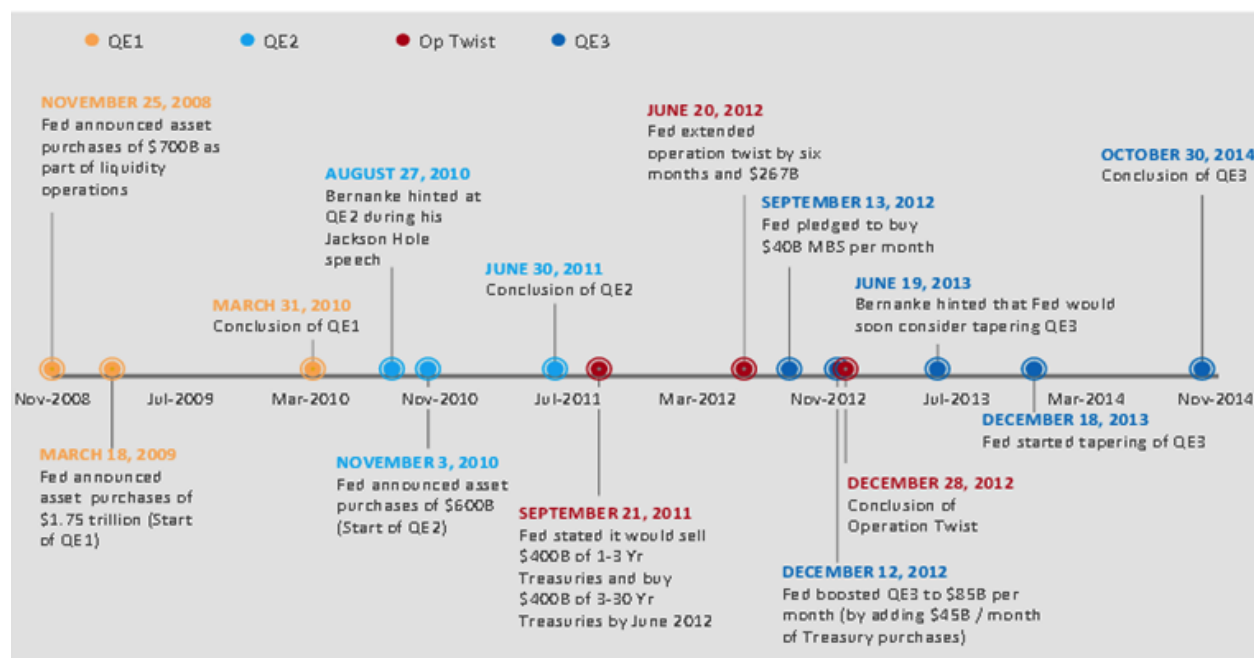 QE1
QE2
Op Twist
QE3
NOVEMBER 25, 2008
Fed announced asset
purchases of $700B as
part of liquidity
operations
AUGUST 27, 2010
Bernanke hinted at
QE2 during his
Jackson Hole
speech
MARCH 31, 2010
Conclusion of QE1
JUNE 30, 2011
Conclusion of QE2
JUNE 20, 2012
Fed extended
operation twist by six
months and $267B
SEPTEMBER 13, 2012
Fed pledged to buy
$40B MBS per month
JUNE 19, 2013
Bernanke hinted that Fed would
soon consider tapering QE3
OCTOBER 30, 2014
Conclusion of QE3
Nov-2008
Jul-2009
Mar-2010
Nov-2010
Jul-2011
Mar-2012
Nov-2012
Jul-2013
Mar-2014
Nov-2014
MARCH 18, 2009
Fed announced
asset purchases of
$1.75 trillion (Start
of QE1)
NOVEMBER 3, 2010
Fed announced asset
purchases of $600B
(Start of QE2)
SEPTEMBER 21, 2011
Fed stated it would sell
$400B of 1-3 Yr
Treasuries and buy
$400B of 3-30 Yr
Treasuries by June 2012
DECEMBER 18, 2013
Fed started tapering of QE3
DECEMBER 28, 2012
Conclusion of
Operation Twist
DECEMBER 12, 2012
Fed boosted QE3 to $85B per
month (by adding $45B / month
of Treasury purchases)